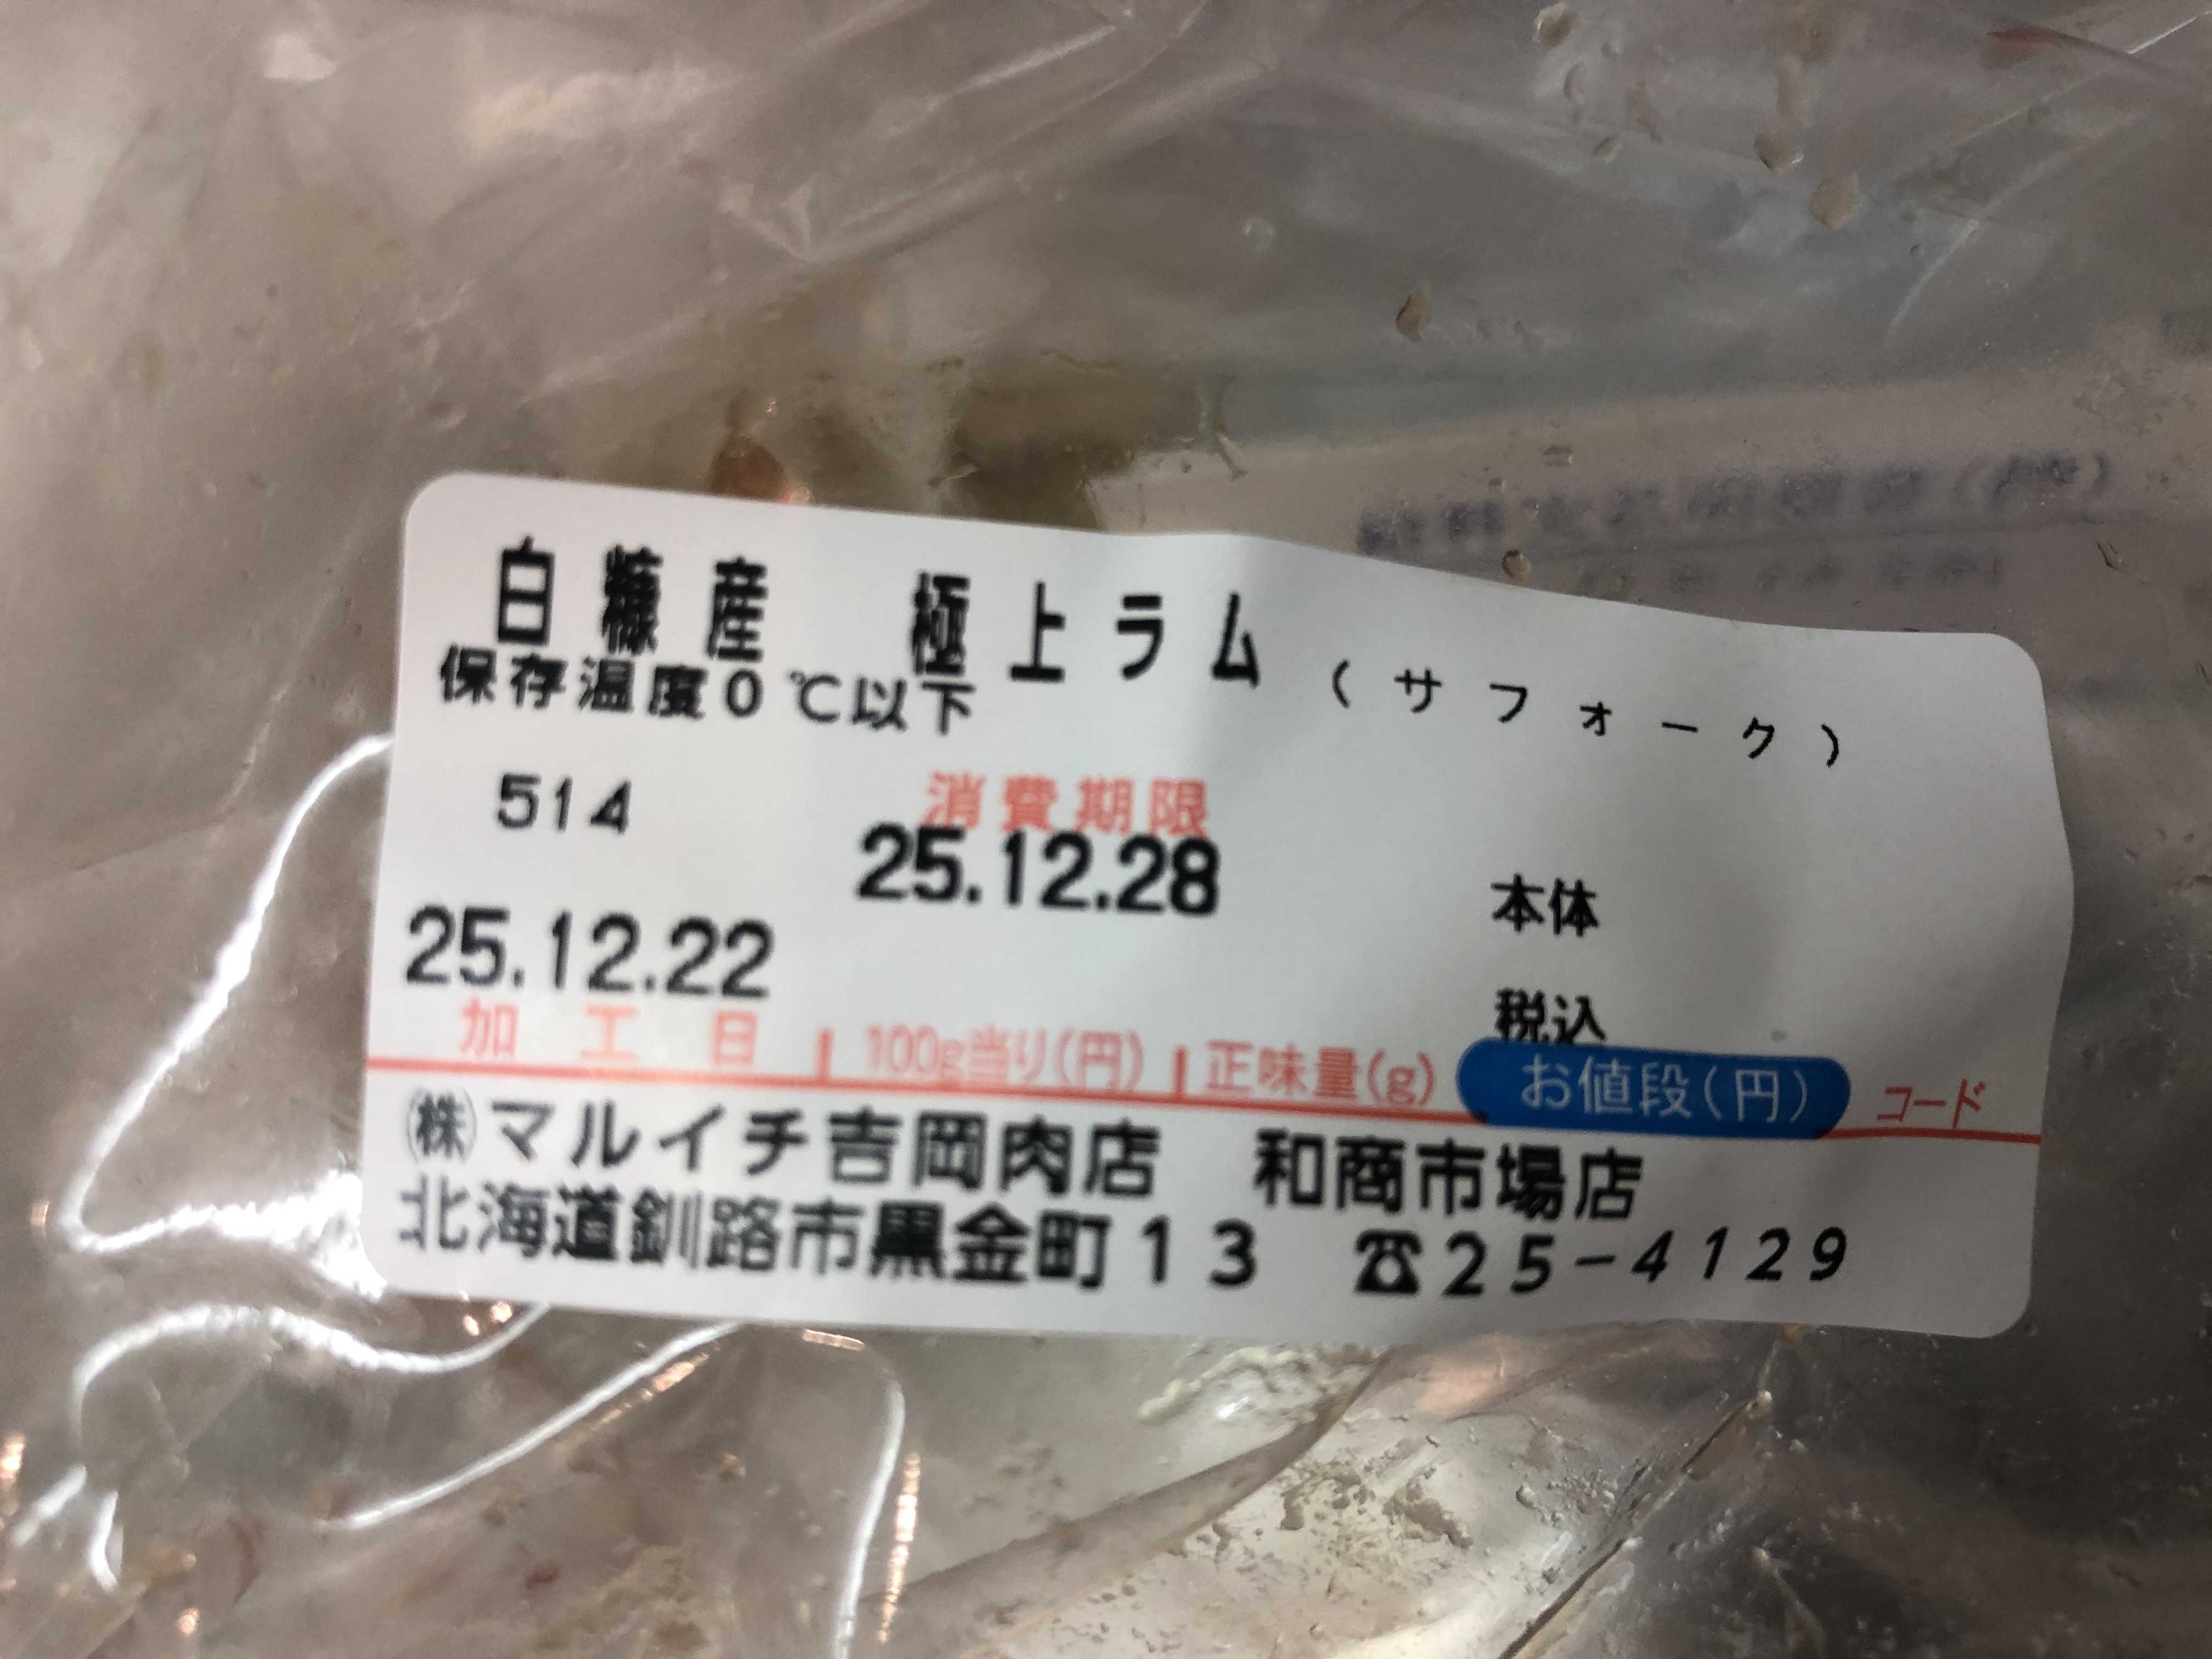 白糠産 極上ラム(サフォーク)
保存温度0℃以下
514 消費期限
25.12.28
本体
25.12.22
税込
加工日 100g当り(円) 正味量(g) お値段(円) コード
㈱マルイチ吉岡肉店 和商市場店
北海道釧路市黒金町13 ☎25-4129